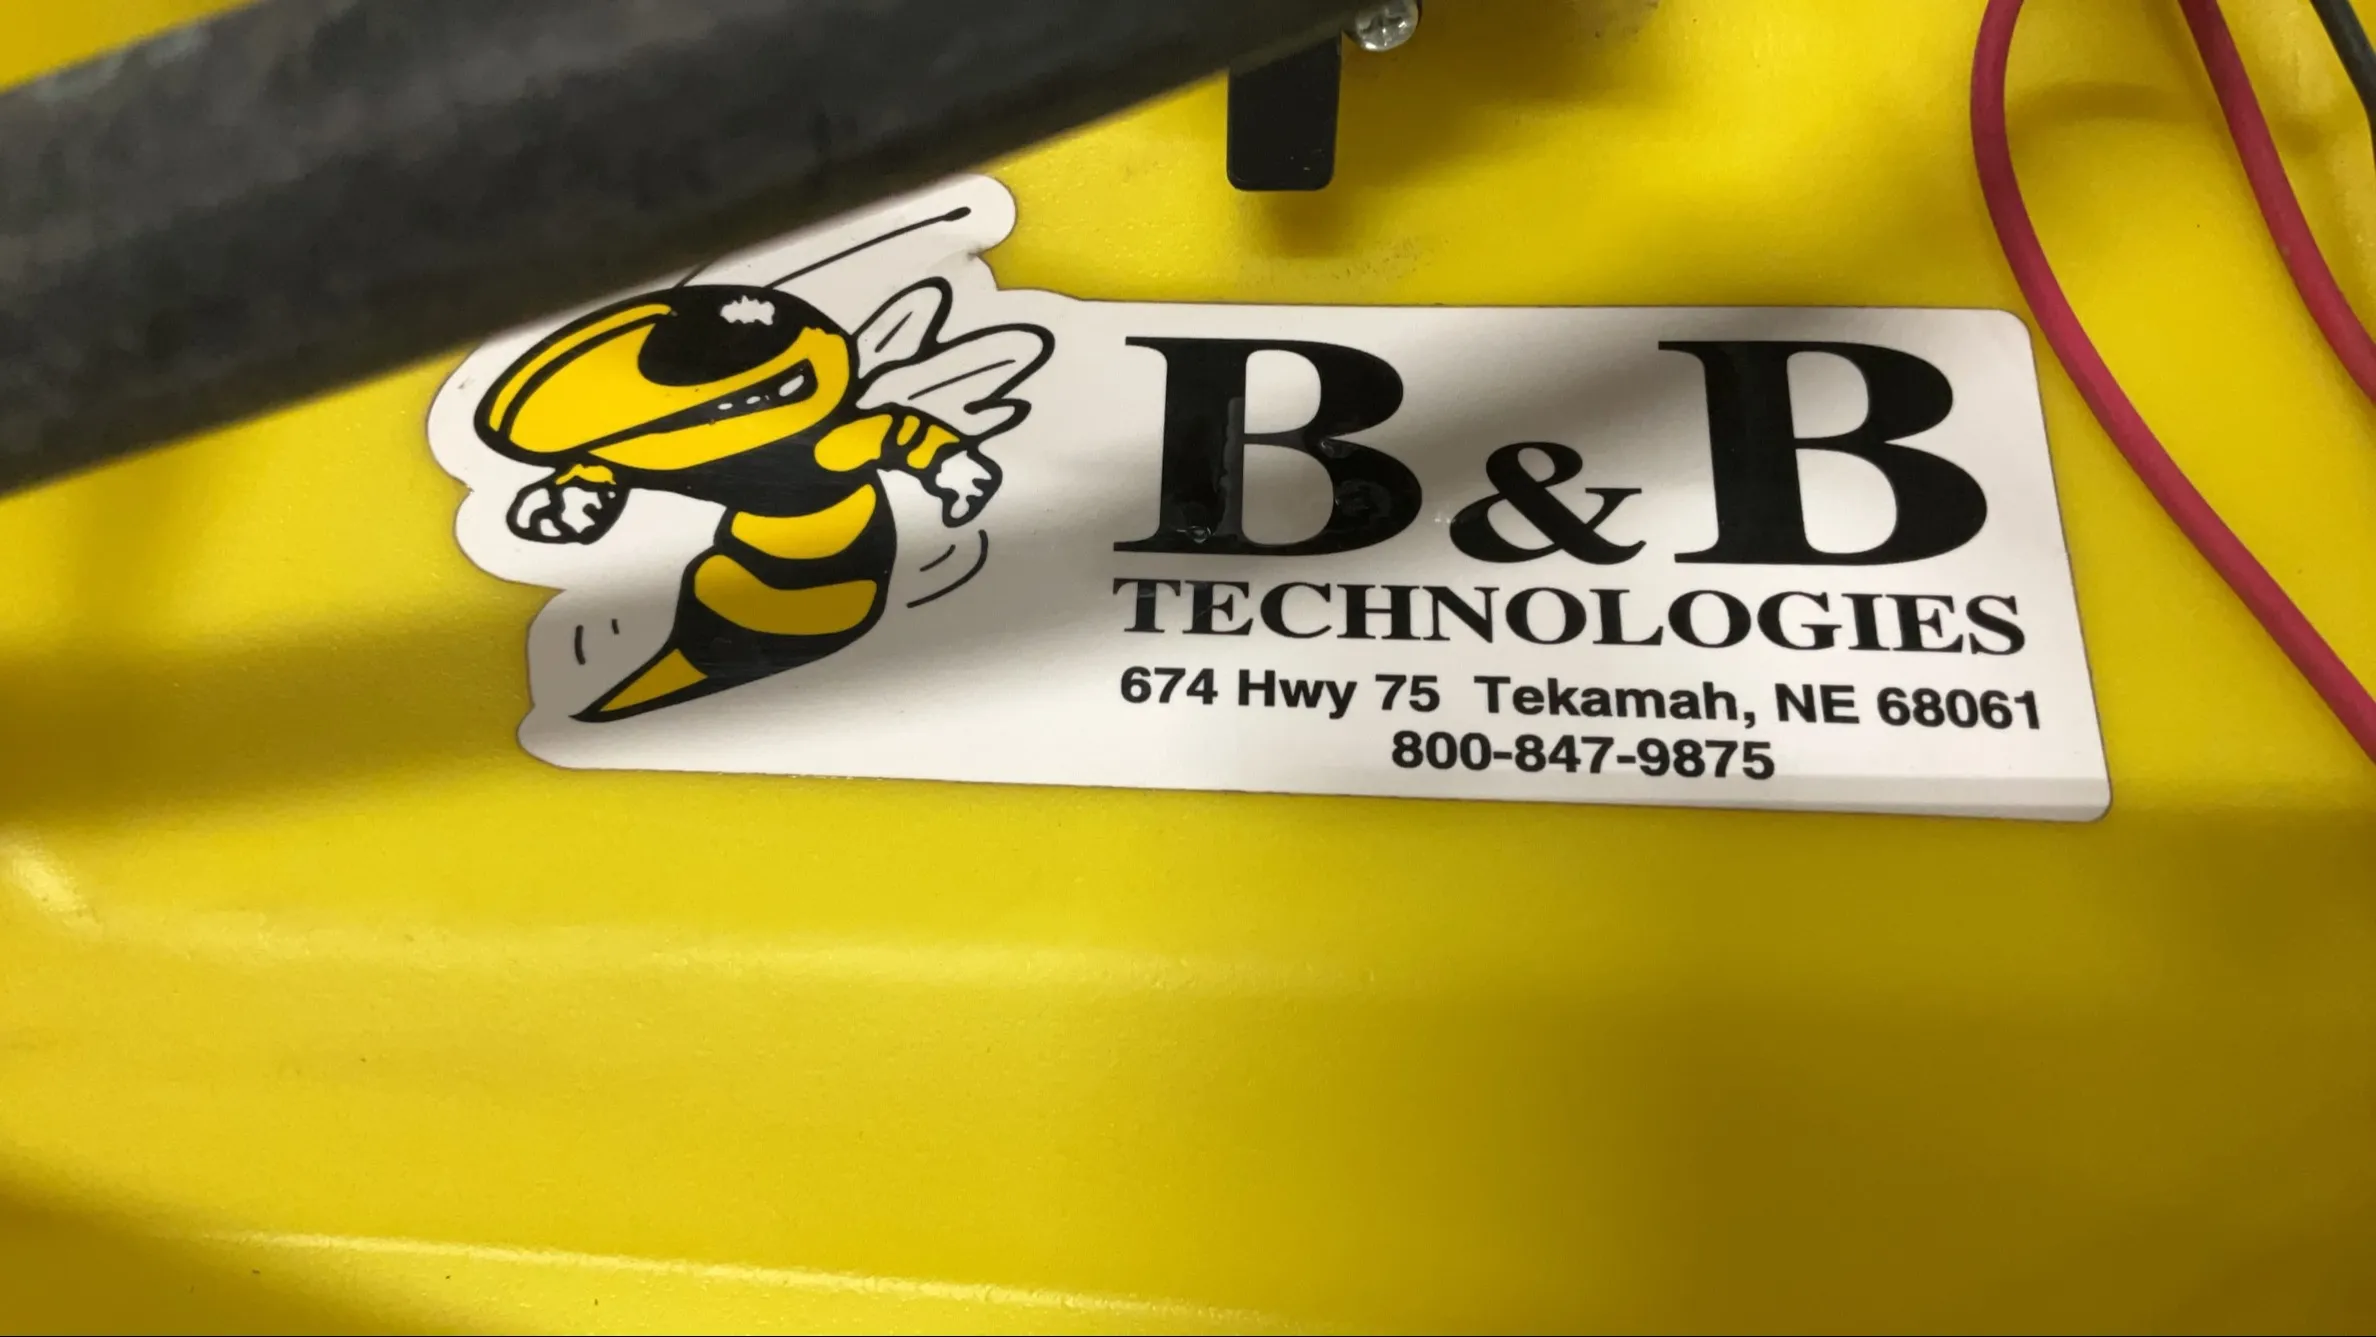 B&B
TECHNOLOGIES
674 Hwy 75 Tekamah, NE 68061
800-847-9875